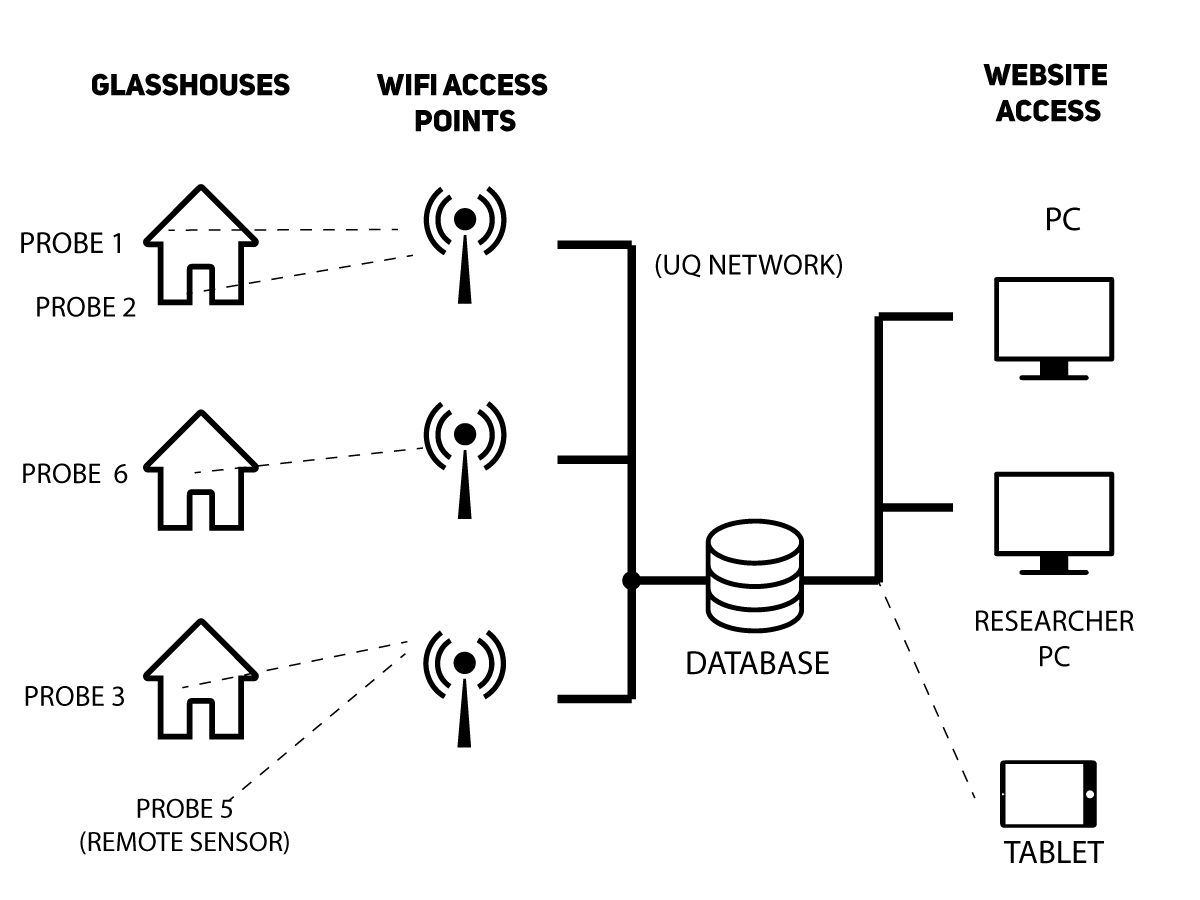 GLASSHOUSES
WIFI ACCESS
POINTS
WEBSITE
ACCESS
PROBE 1
PROBE 2
(UQ NETWORK)
PC
PROBE 6
DATABASE
RESEARCHER
PC
PROBE 3
PROBE 5
(REMOTE SENSOR)
TABLET